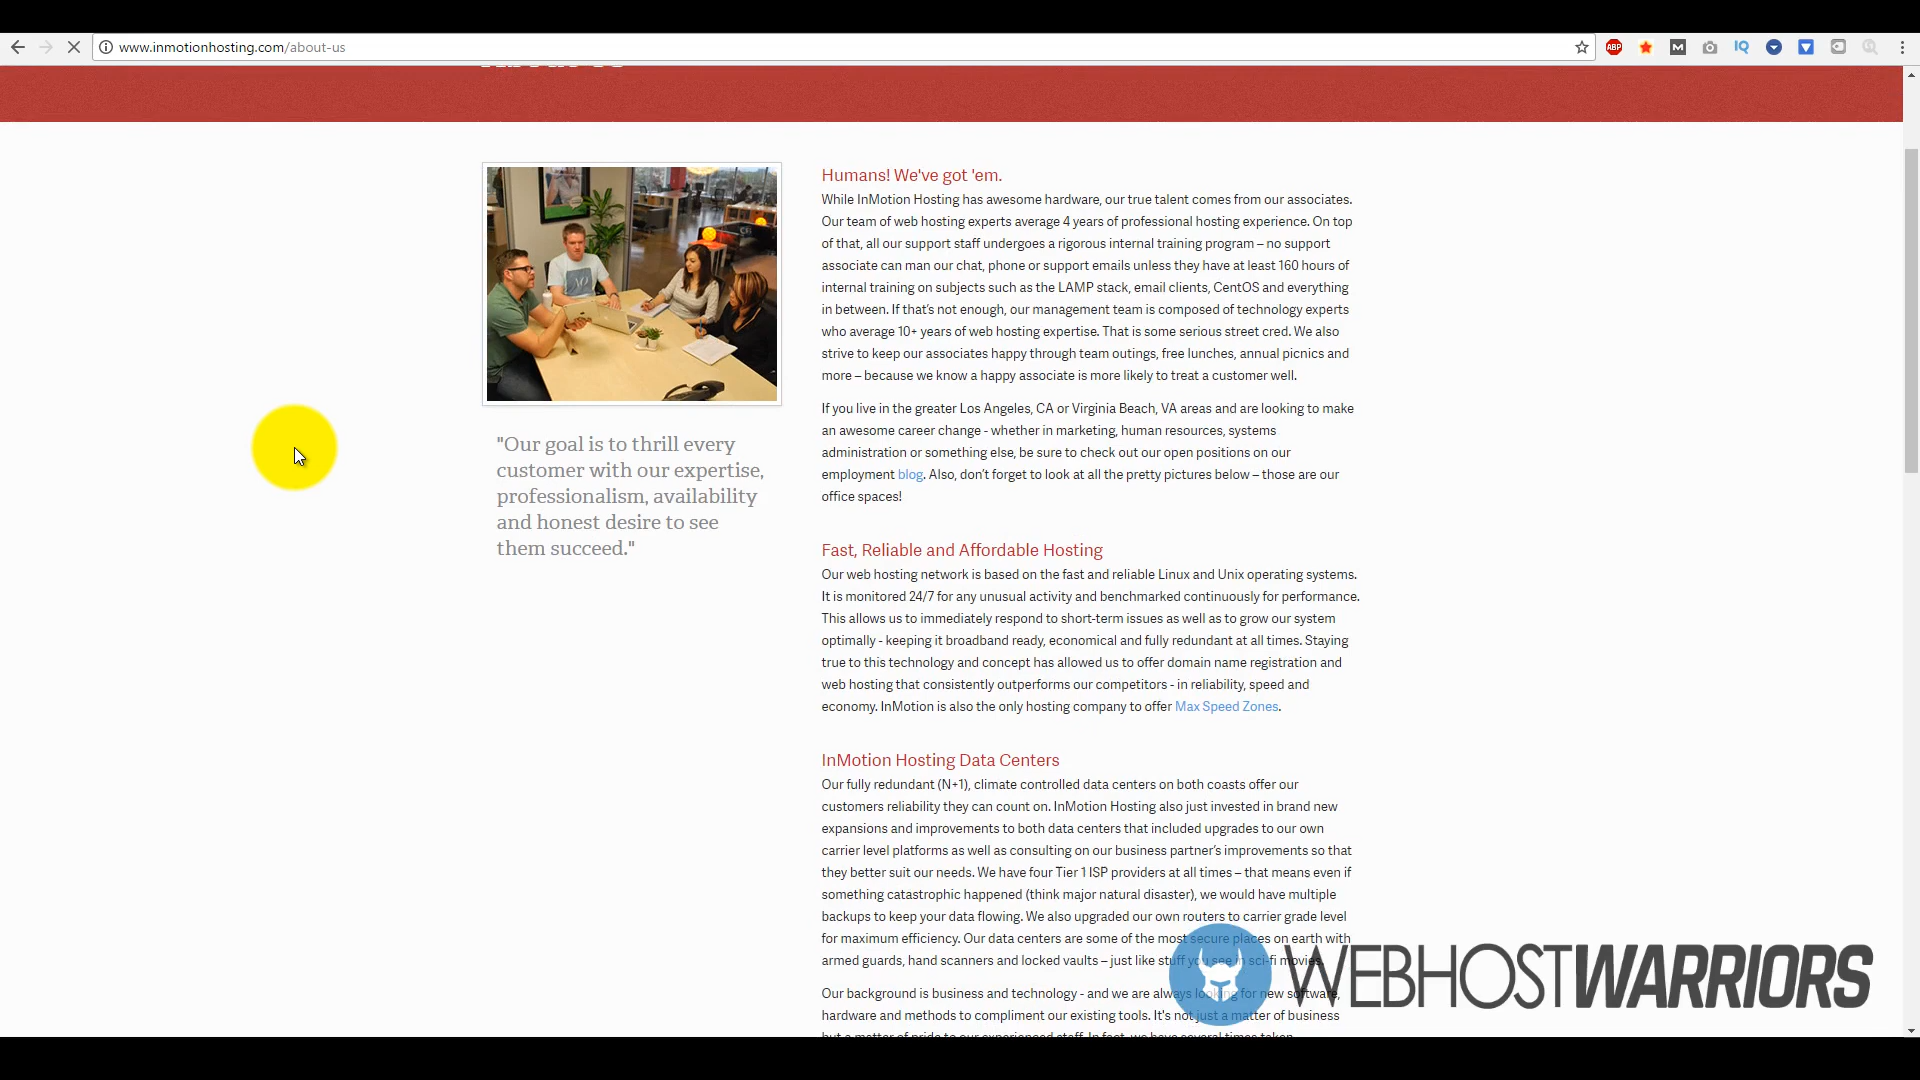 www.inmotionhosting.com/about-us
ABP
M
IQ
Humans! We've got 'em.
While InMotion Hosting has awesome hardware, our true talent comes from our associates.
Our team of web hosting experts average 4 years of professional hosting experience. On top
of that, all our support staff undergoes a rigorous internal training program – no support
associate can man our chat, phone or support emails unless they have at least 160 hours of
internal training on subjects such as the LAMP stack, email clients, CentOS and everything
in between. If that's not enough, our management team is composed of technology experts
who average 10+ years of web hosting expertise. That is some serious street cred. We also
strive to keep our associates happy through team outings, free lunches, annual picnics and
more – because we know a happy associate is more likely to treat a customer well.
If you live in the greater Los Angeles, CA or Virginia Beach, VA areas and are looking to make
an awesome career change - whether in marketing, human resources, systems
administration or something else, be sure to check out our open positions on our
employment blog. Also, don't forget to look at all the pretty pictures below – those are our
office spaces!
"Our goal is to thrill every
customer with our expertise,
professionalism, availability
and honest desire to see
them succeed."
Fast, Reliable and Affordable Hosting
Our web hosting network is based on the fast and reliable Linux and Unix operating systems.
It is monitored 24/7 for any unusual activity and benchmarked continuously for performance.
This allows us to immediately respond to short-term issues as well as to grow our system
optimally - keeping it broadband ready, economical and fully redundant at all times. Staying
true to this technology and concept has allowed us to offer domain name registration and
web hosting that consistently outperforms our competitors - in reliability, speed and
economy. InMotion is also the only hosting company to offer Max Speed Zones.
InMotion Hosting Data Centers
Our fully redundant (N+1), climate controlled data centers on both coasts offer our
customers reliability they can count on. InMotion Hosting also just invested in brand new
expansions and improvements to both data centers that included upgrades to our own
carrier level platforms as well as consulting on our business partner's improvements so that
they better suit our needs. We have four Tier 1 ISP providers at all times – that means even if
something catastrophic happened (think major natural disaster), we would have multiple
backups to keep your data flowing. We also upgraded our own routers to carrier grade level
for maximum efficiency. Our data centers are some of the most secure places on earth with
armed guards, hand scanners and locked vaults – just like stuff you see in sci-fi movies.
Our background is business and technology - and we are always looking for new software,
hardware and methods to compliment our existing tools. It's not just a matter of business
but a matter of pride to our experienced staff. In fact, we have several times taken
WEBHOSTWARRIORS